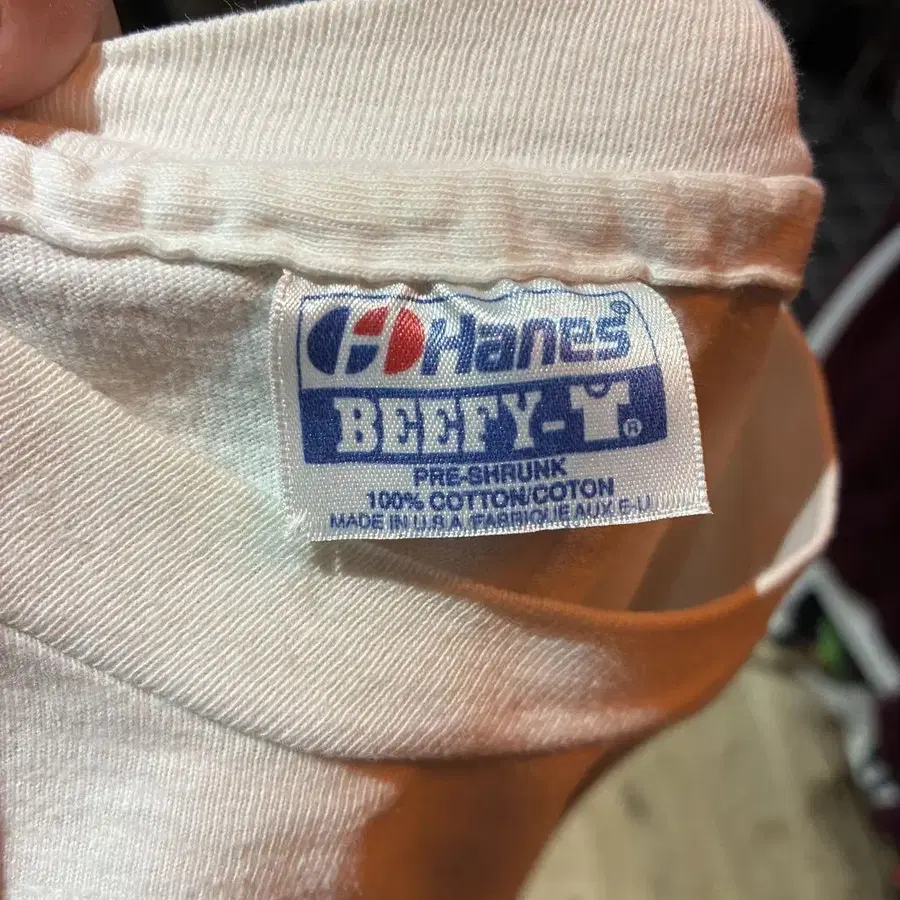 Hanes®
BEEFY-T®
PRE-SHRUNK
100% COTTON/COTON
MADE IN U.S.A. FABRIQUE AUX E-U